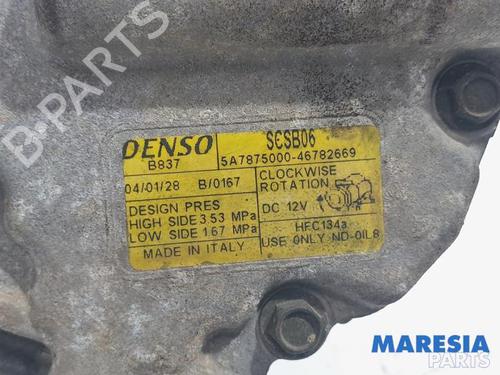 DENSO
B837
SCSB06
5A7875000-46782669
04/01/28 B/0167
CLOCKWISE
ROTATION
DC 12V
DESIGN PRES
HIGH SIDE 3.53 MPa
LOW SIDE 1.67 MPa
HFC134a
USE ONLY ND-OIL8
MADE IN ITALY
B-PARTS
MARESIA
PARTS